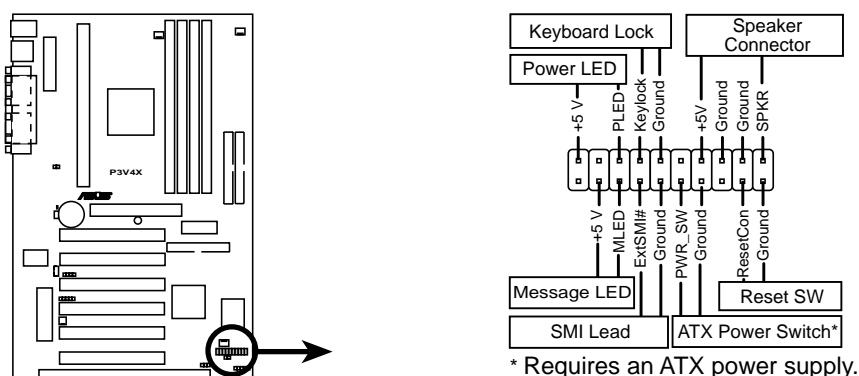 P3V4X
ASUS
Keyboard Lock
Speaker
Connector
Power LED
+5 V
PLED
Keylock
Ground
+5V
Ground
Ground
SPKR
+5 V
MLED
ExtSMI#
Ground
PWR_SW
Ground
ResetCon
Ground
Message LED
Reset SW
SMI Lead
ATX Power Switch*
* Requires an ATX power supply.